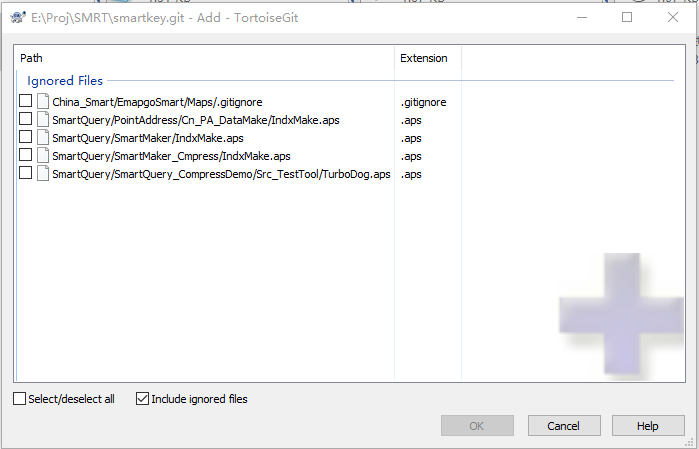 E:\Proj\SMRT\smartkey.git - Add - TortoiseGit
Path Extension
Ignored Files
China_Smart/EmapgoSmart/Maps/.gitignore .gitignore
SmartQuery/PointAddress/Cn_PA_DataMake/IndxMake.aps .aps
SmartQuery/SmartMaker/IndxMake.aps .aps
SmartQuery/SmartMaker_Cmpress/IndxMake.aps .aps
SmartQuery/SmartQuery_CompressDemo/Src_TestTool/TurboDog.aps .aps
Select/deselect all Include ignored files
OK Cancel Help